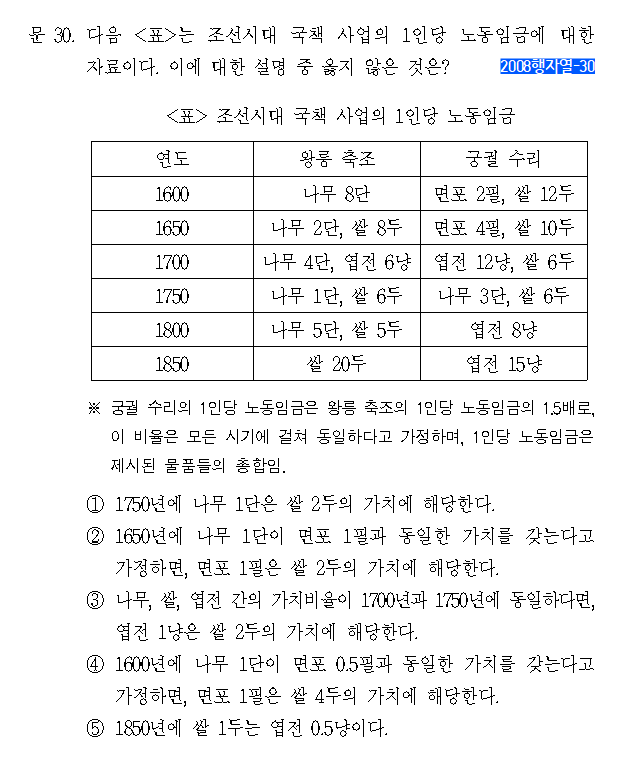 문 30. 다음 <표>는 조선시대 국책 사업의 1인당 노동임금에 대한
자료이다. 이에 대한 설명 중 옳지 않은 것은? 2008행자열-30
<표> 조선시대 국책 사업의 1인당 노동임금
연도 왕릉 축조 궁궐 수리
1600 나무 8단 면포 2필, 쌀 12두
1650 나무 2단, 쌀 8두 면포 4필, 쌀 10두
1700 나무 4단, 엽전 6냥 엽전 12냥, 쌀 6두
1750 나무 1단, 쌀 6두 나무 3단, 쌀 6두
1800 나무 5단, 쌀 5두 엽전 8냥
1850 쌀 20두 엽전 15냥
※ 궁궐 수리의 1인당 노동임금은 왕릉 축조의 1인당 노동임금의 1.5배로,
이 비율은 모든 시기에 걸쳐 동일하다고 가정하며, 1인당 노동임금은
제시된 물품들의 총합임.
① 1750년에 나무 1단은 쌀 2두의 가치에 해당한다.
② 1650년에 나무 1단이 면포 1필과 동일한 가치를 갖는다고
가정하면, 면포 1필은 쌀 2두의 가치에 해당한다.
③ 나무, 쌀, 엽전 간의 가치비율이 1700년과 1750년에 동일하다면,
엽전 1냥은 쌀 2두의 가치에 해당한다.
④ 1600년에 나무 1단이 면포 0.5필과 동일한 가치를 갖는다고
가정하면, 면포 1필은 쌀 4두의 가치에 해당한다.
⑤ 1850년에 쌀 1두는 엽전 0.5냥이다.